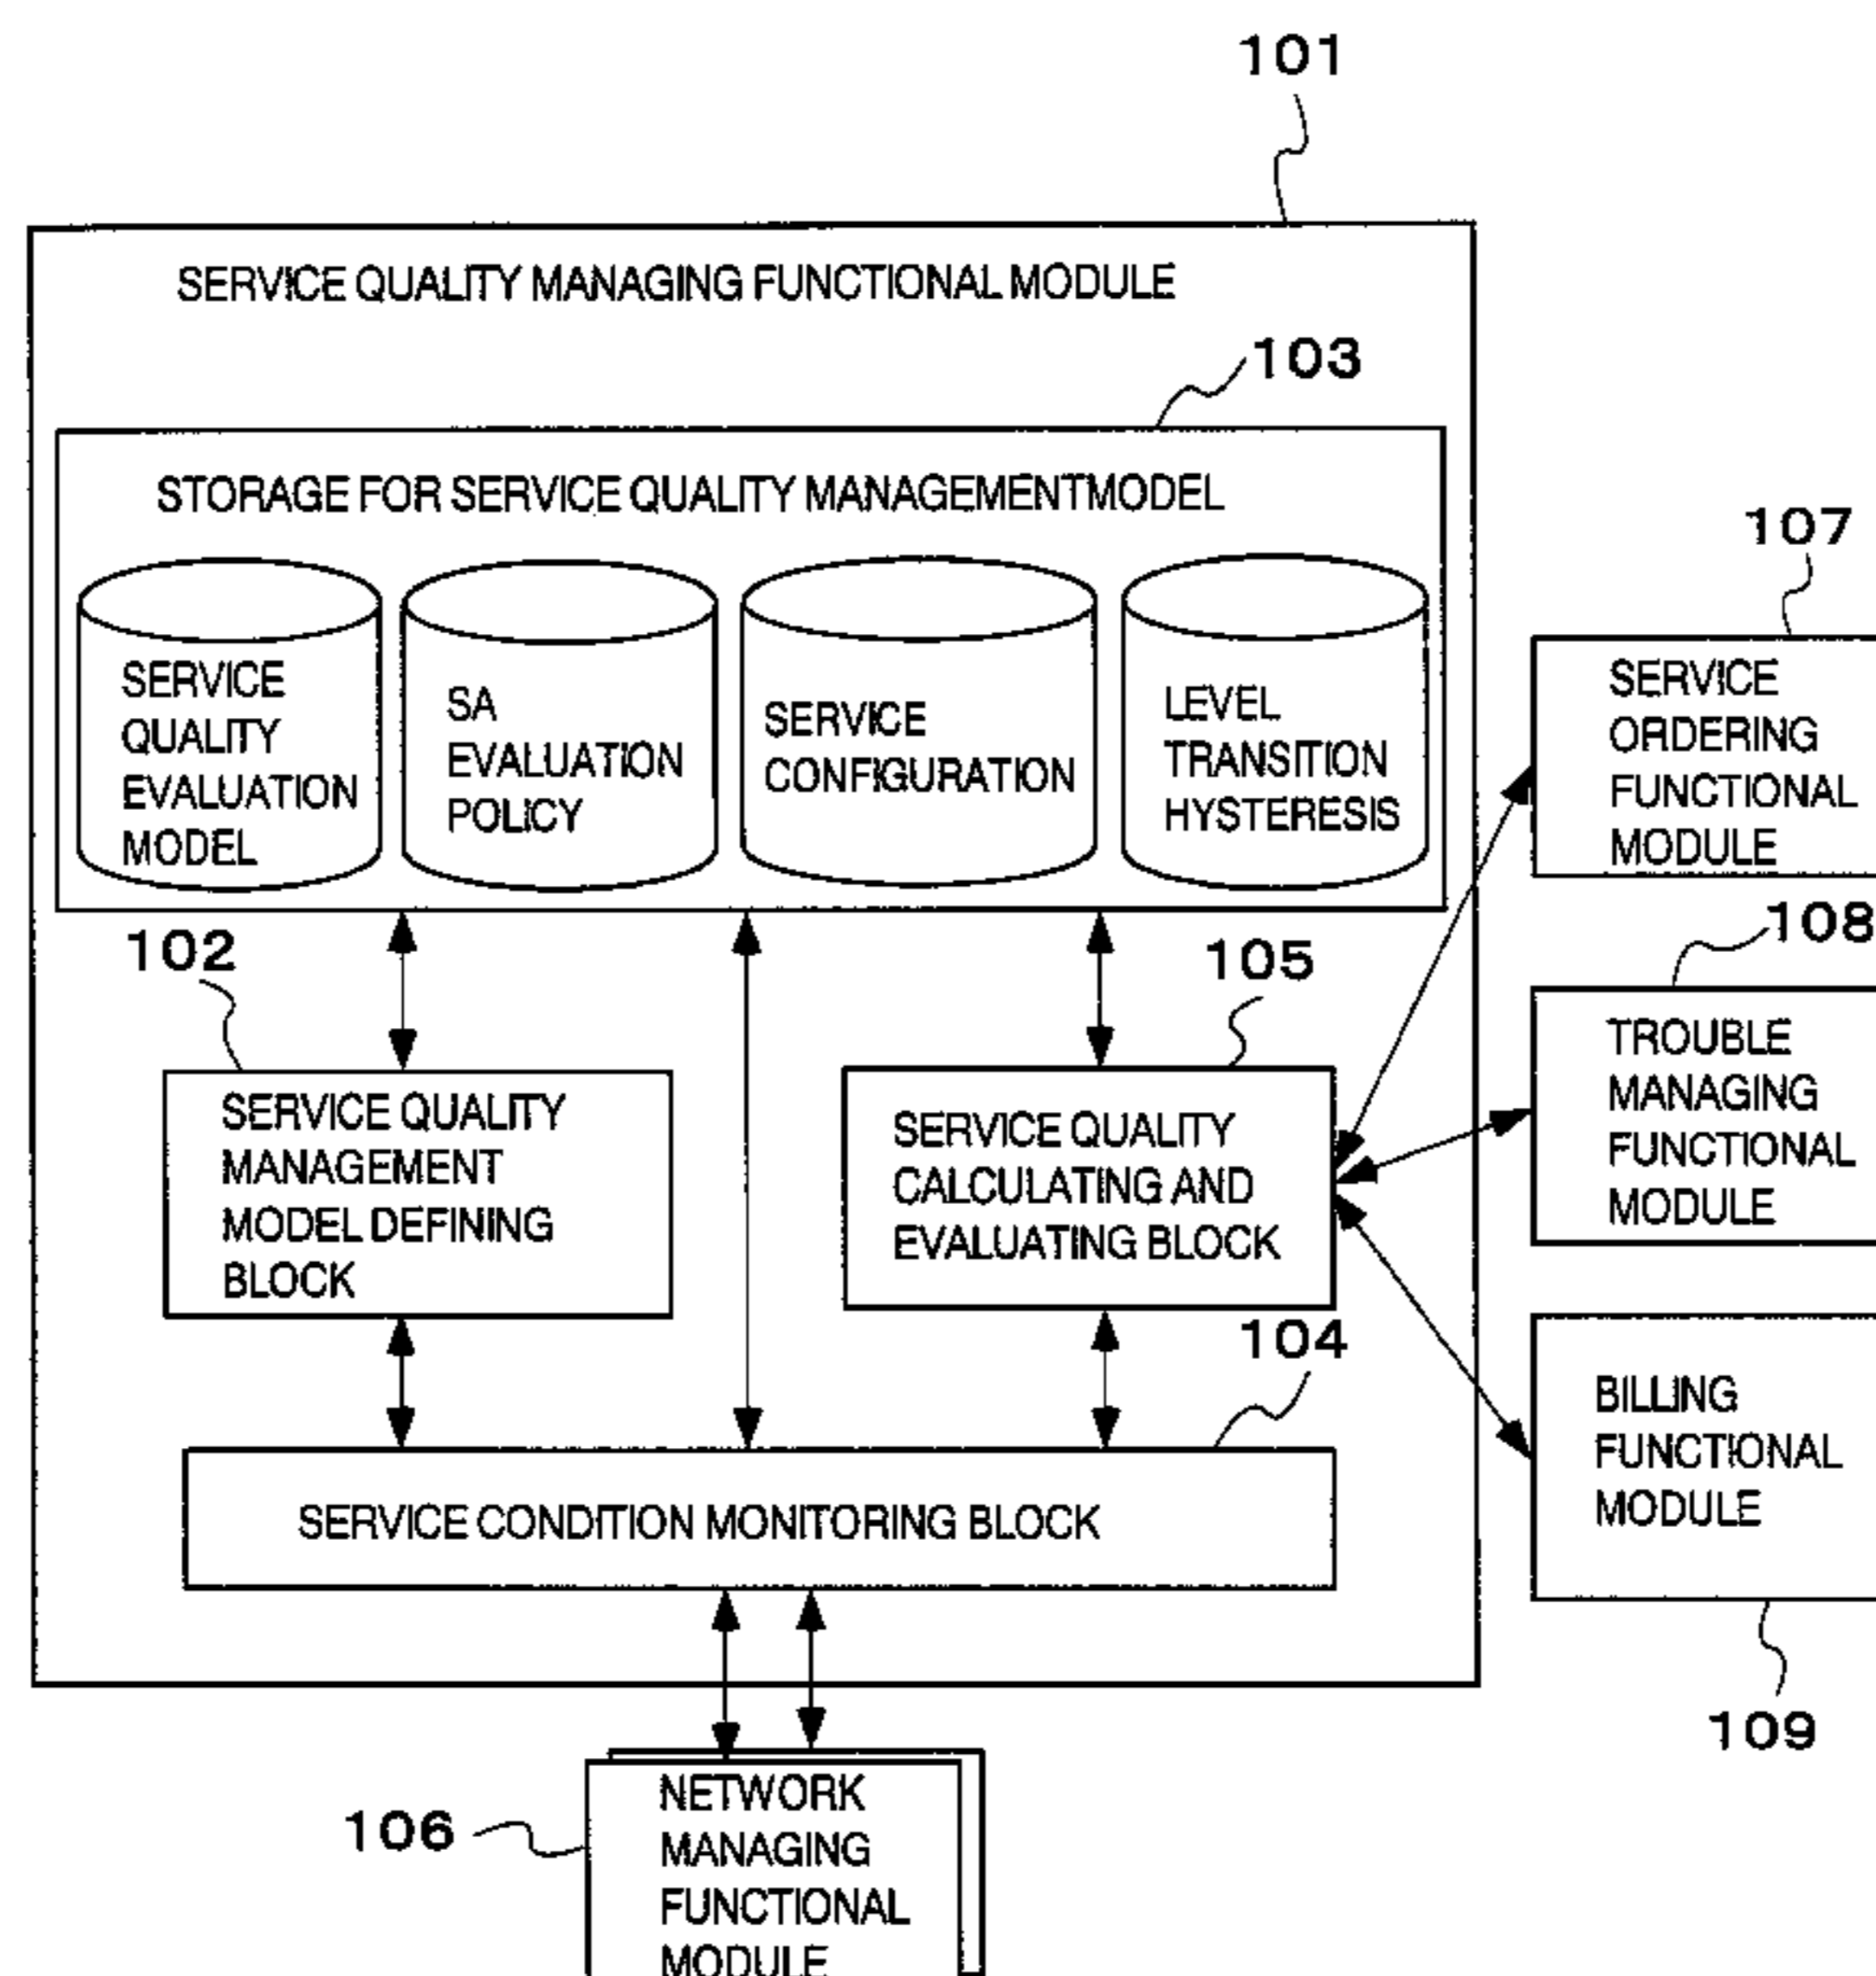 101
SERVICE QUALITY MANAGING FUNCTIONAL MODULE
103
STORAGE FOR SERVICE QUALITY MANAGEMENTMODEL
SERVICE
QUALITY
EVALUATION
MODEL
SA
EVALUATION
POLICY
SERVICE
CONFIGURATION
LEVEL
TRANSITION
HYSTERESIS
107
SERVICE
ORDERING
FUNCTIONAL
MODULE
102
105
108
SERVICE QUALITY
MANAGEMENT
MODEL DEFINING
BLOCK
SERVICE QUALITY
CALCULATING AND
EVALUATING BLOCK
TROUBLE
MANAGING
FUNCTIONAL
MODULE
104
SERVICE CONDITION MONITORING BLOCK
BILLING
FUNCTIONAL
MODULE
109
106
NETWORK
MANAGING
FUNCTIONAL
MODULE